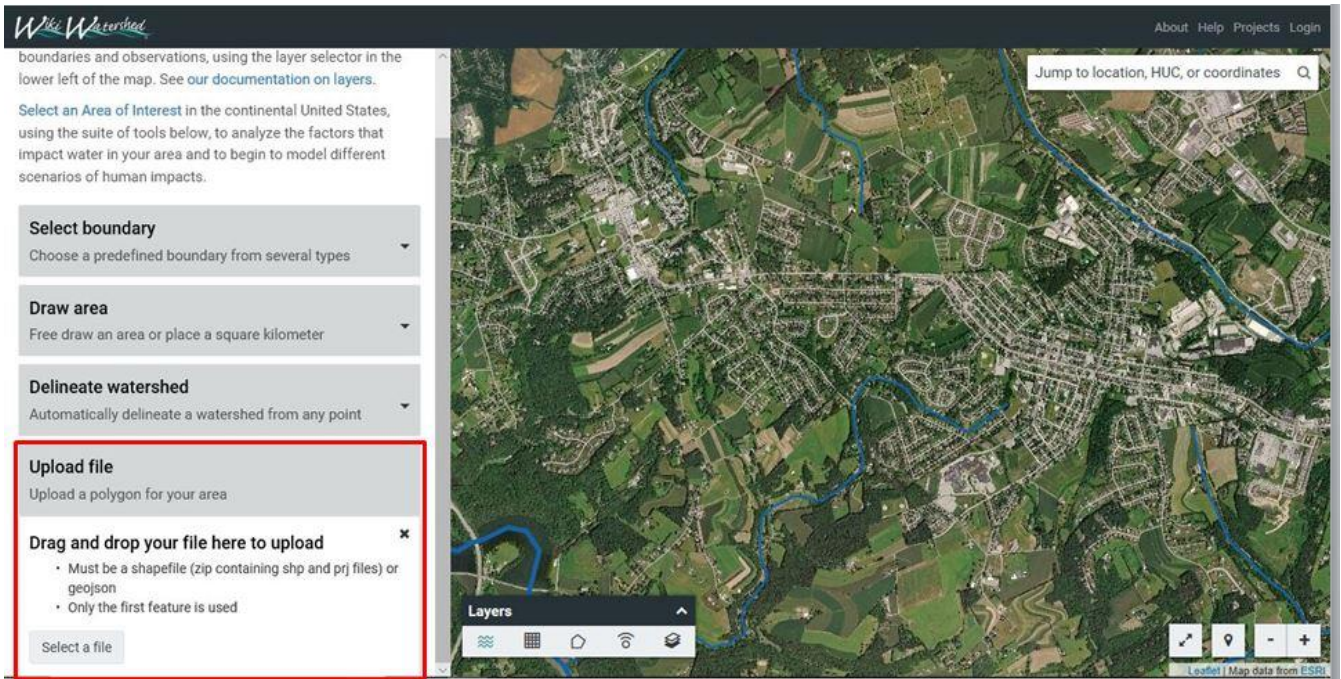 Wiki Watershed
About Help Projects Login
boundaries and observations, using the layer selector in the
lower left of the map. See our documentation on layers.
Select an Area of Interest in the continental United States,
using the suite of tools below, to analyze the factors that
impact water in your area and to begin to model different
scenarios of human impacts.
Select boundary
Choose a predefined boundary from several types
Draw area
Free draw an area or place a square kilometer
Delineate watershed
Automatically delineate a watershed from any point
Upload file
Upload a polygon for your area
Drag and drop your file here to upload
• Must be a shapefile (zip containing shp and prj files) or
geojson
• Only the first feature is used
Select a file
Jump to location, HUC, or coordinates
Layers
- +
Leaflet | Map data from ESRI